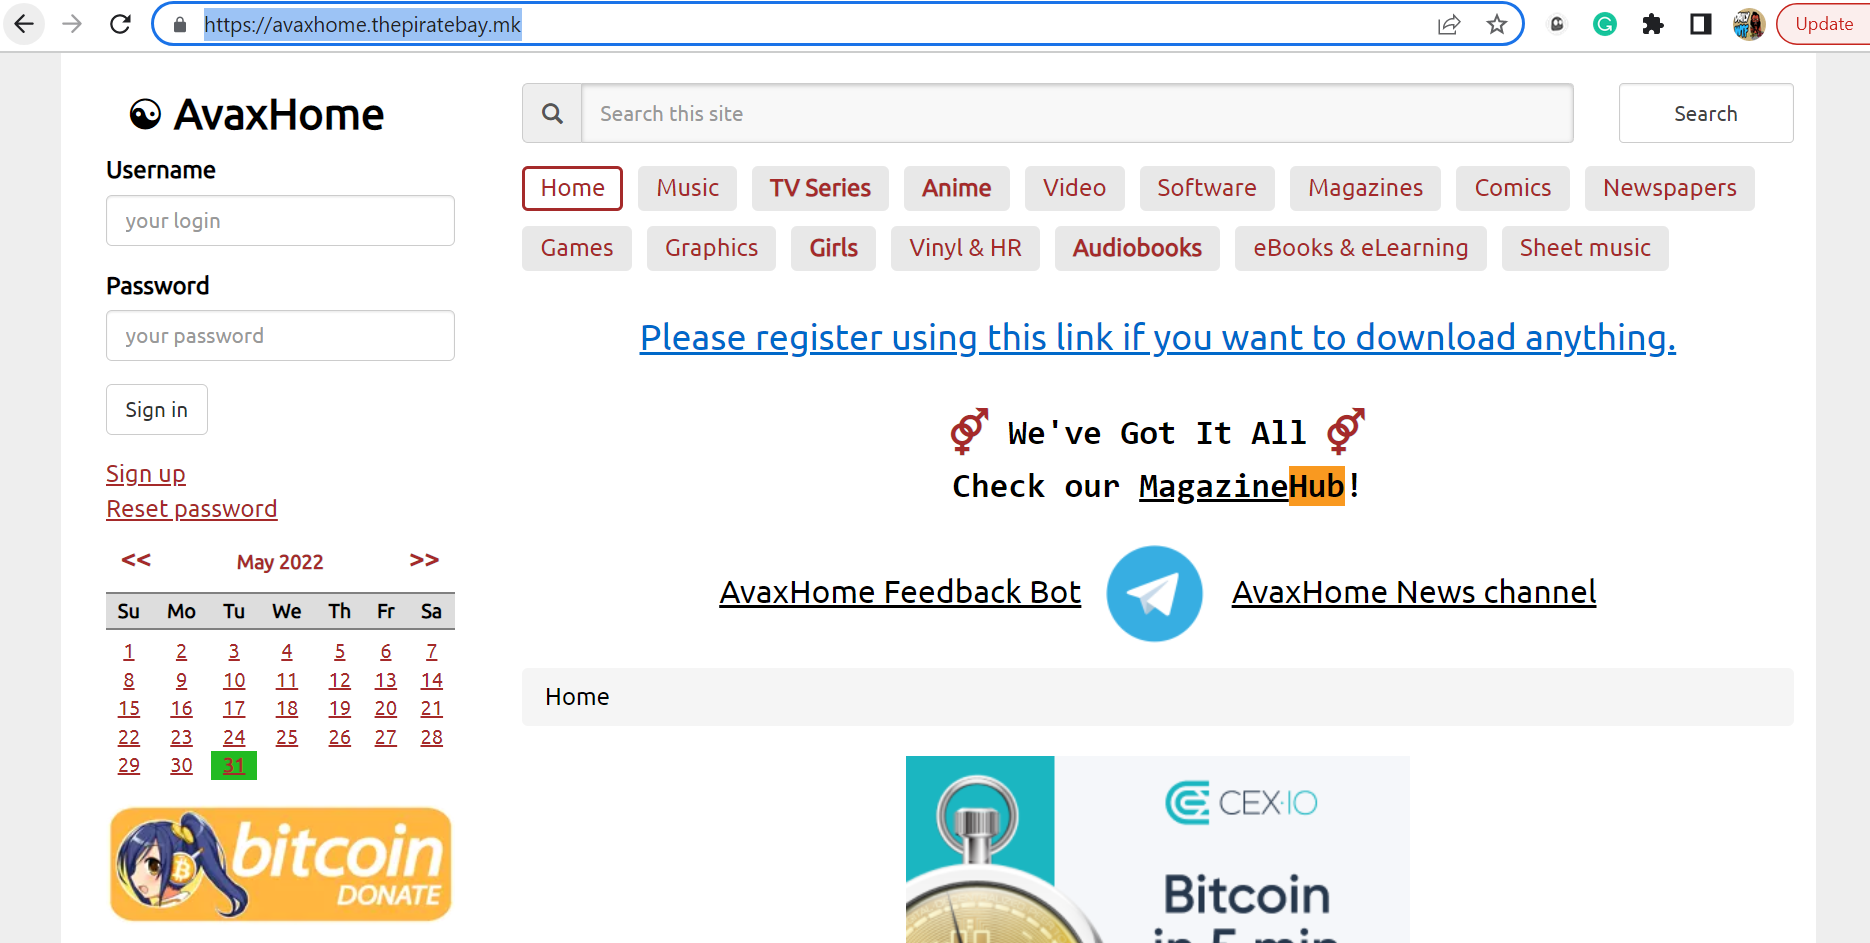 https://avaxhome.thepiratebay.mk
Update
AvaxHome
Search this site
Search
Username
your login
Password
your password
Sign in
Sign up
Reset password
Home Music TV Series Anime Video Software Magazines Comics Newspapers
Games Graphics Girls Vinyl & HR Audiobooks eBooks & eLearning Sheet music
Please register using this link if you want to download anything.
We've Got It All
Check our MagazineHub!
AvaxHome Feedback Bot AvaxHome News channel
<< May 2022 >>
Su Mo Tu We Th Fr Sa
1 2 3 4 5 6 7
8 9 10 11 12 13 14
15 16 17 18 19 20 21
22 23 24 25 26 27 28
29 30 31
bitcoin
DONATE
Home
CEX·IO
Bitcoin
in 5 min